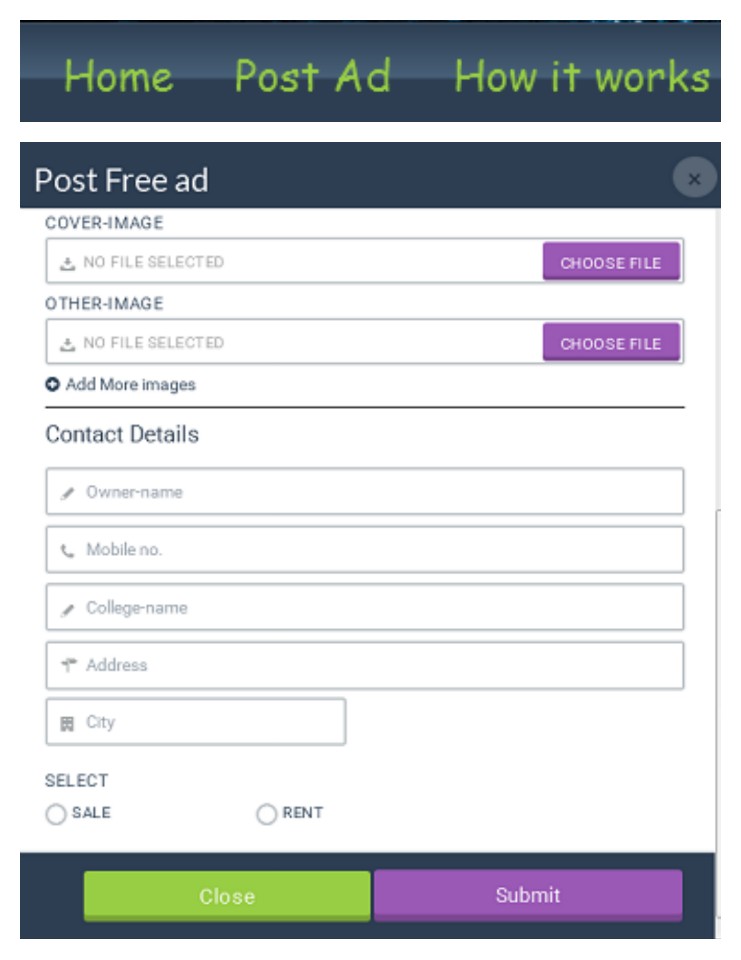 Home Post Ad How it works
Post Free ad ×
COVER-IMAGE
NO FILE SELECTED CHOOSE FILE
OTHER-IMAGE
NO FILE SELECTED CHOOSE FILE
Add More images
Contact Details
Owner-name
Mobile no.
College-name
Address
City
SELECT
SALE RENT
Close Submit